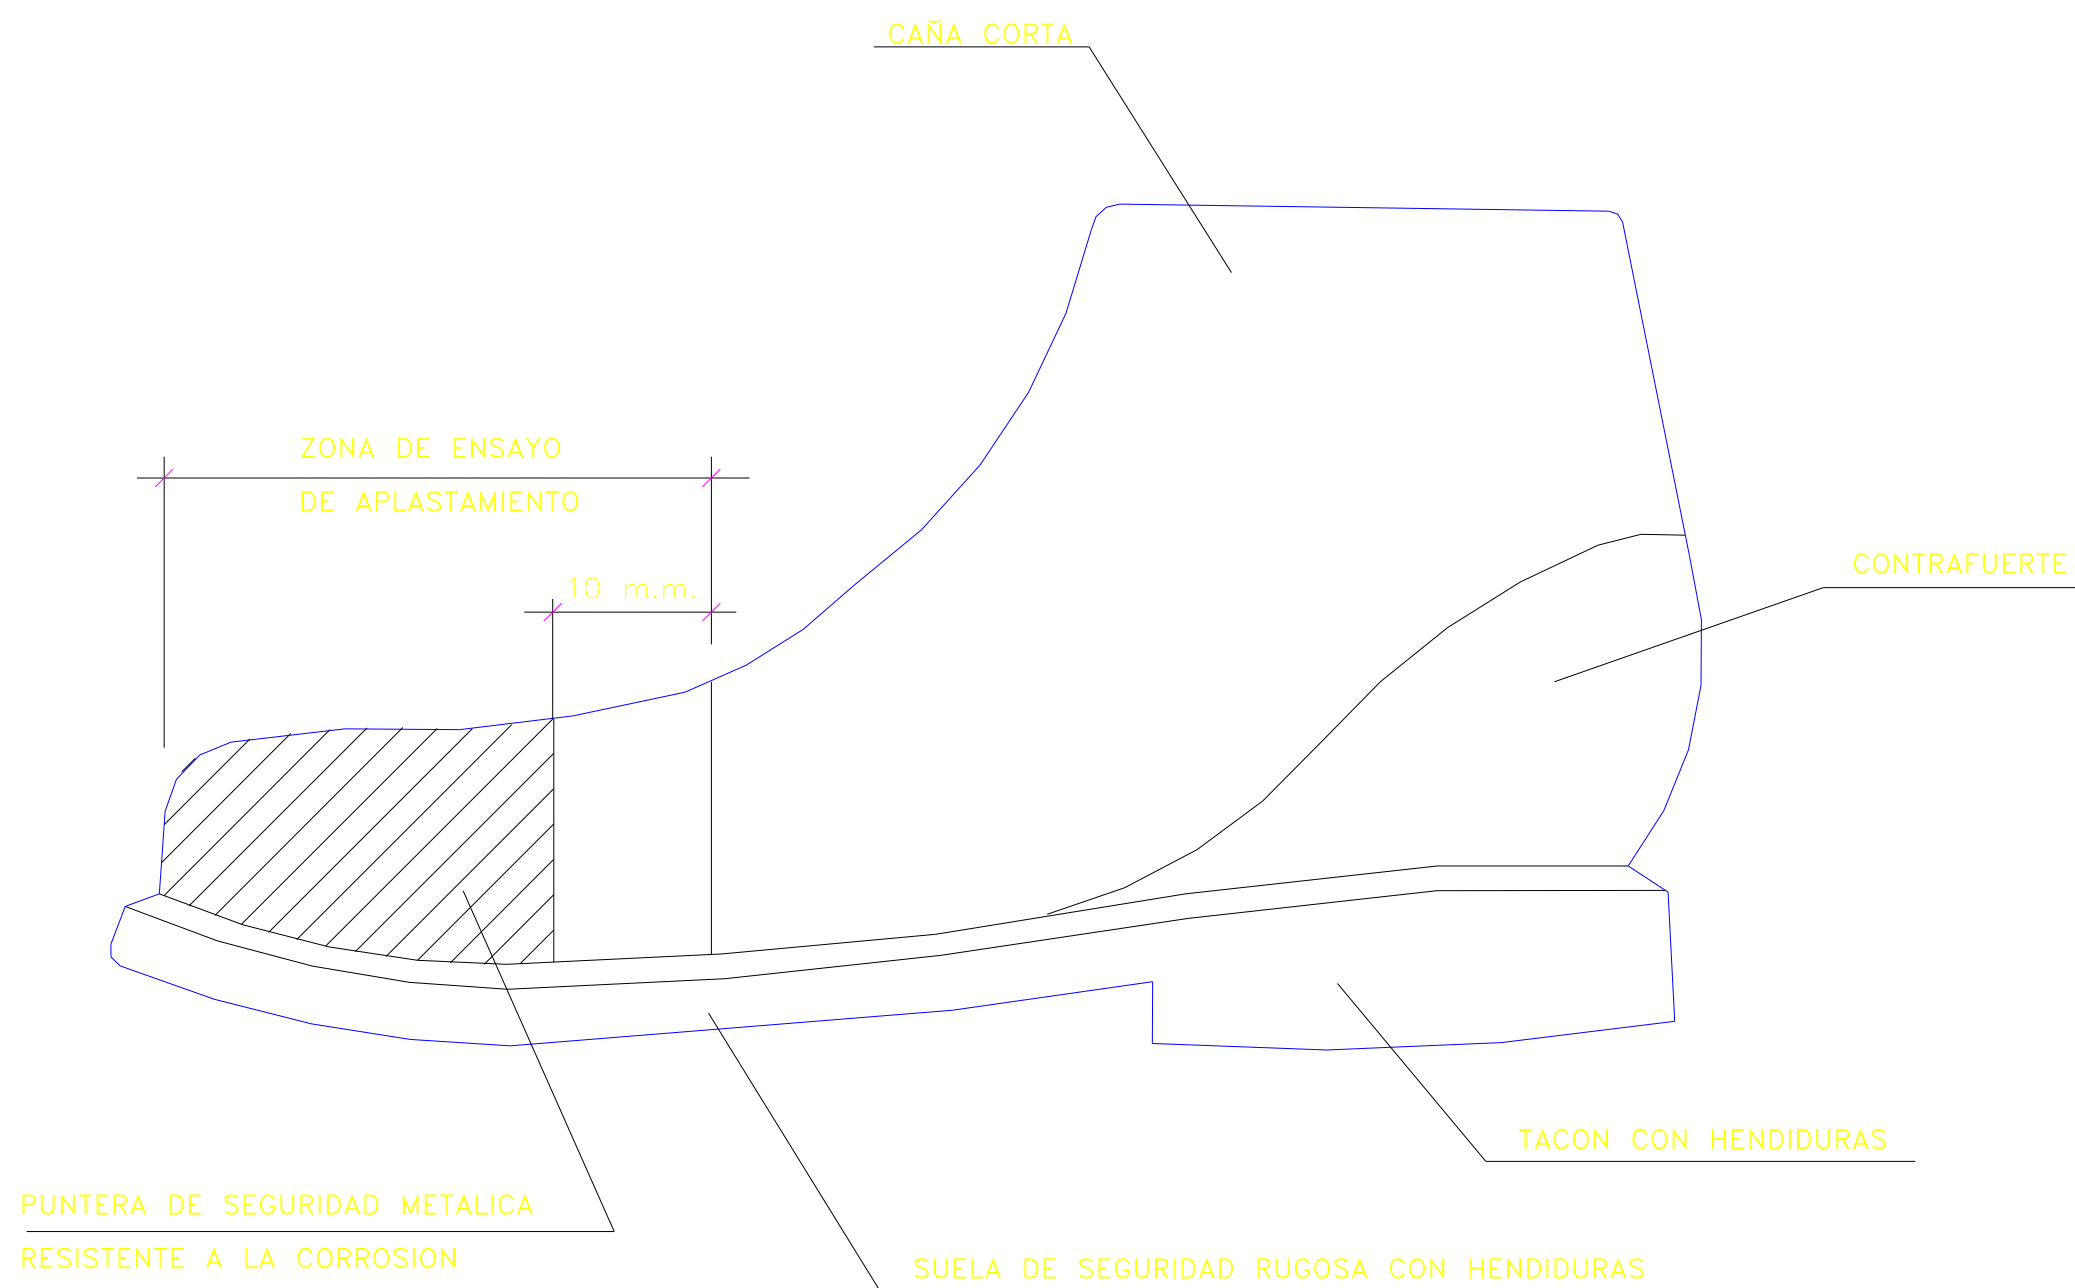 CAÑA CORTA
ZONA DE ENSAYO
DE APLASTAMIENTO
10 m.m.
CONTRAFUERTE
TACON CON HENDIDURAS
PUNTERA DE SEGURIDAD METALICA
RESISTENTE A LA CORROSION
SUELA DE SEGURIDAD RUGOSA CON HENDIDURAS